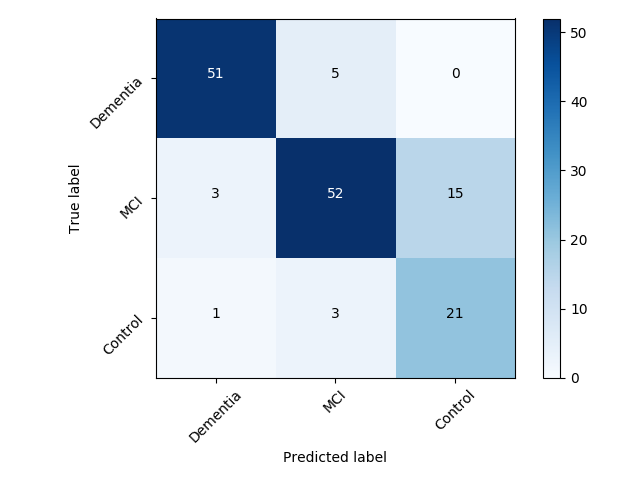 Dementia 51 5 0
MCI 3 52 15
Control 1 3 21
Dementia MCI Control
True label
Predicted label
50
40
30
20
10
0